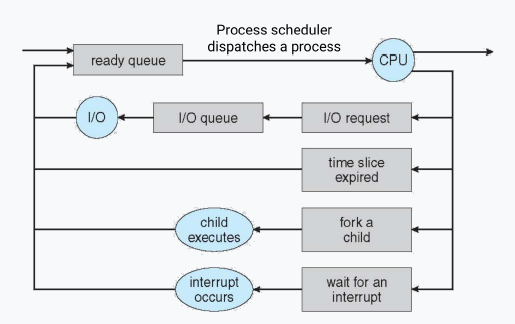 Process scheduler
dispatches a process
ready queue
CPU
I/O
I/O queue
I/O request
time slice
expired
child
executes
fork a
child
interrupt
occurs
wait for an
interrupt